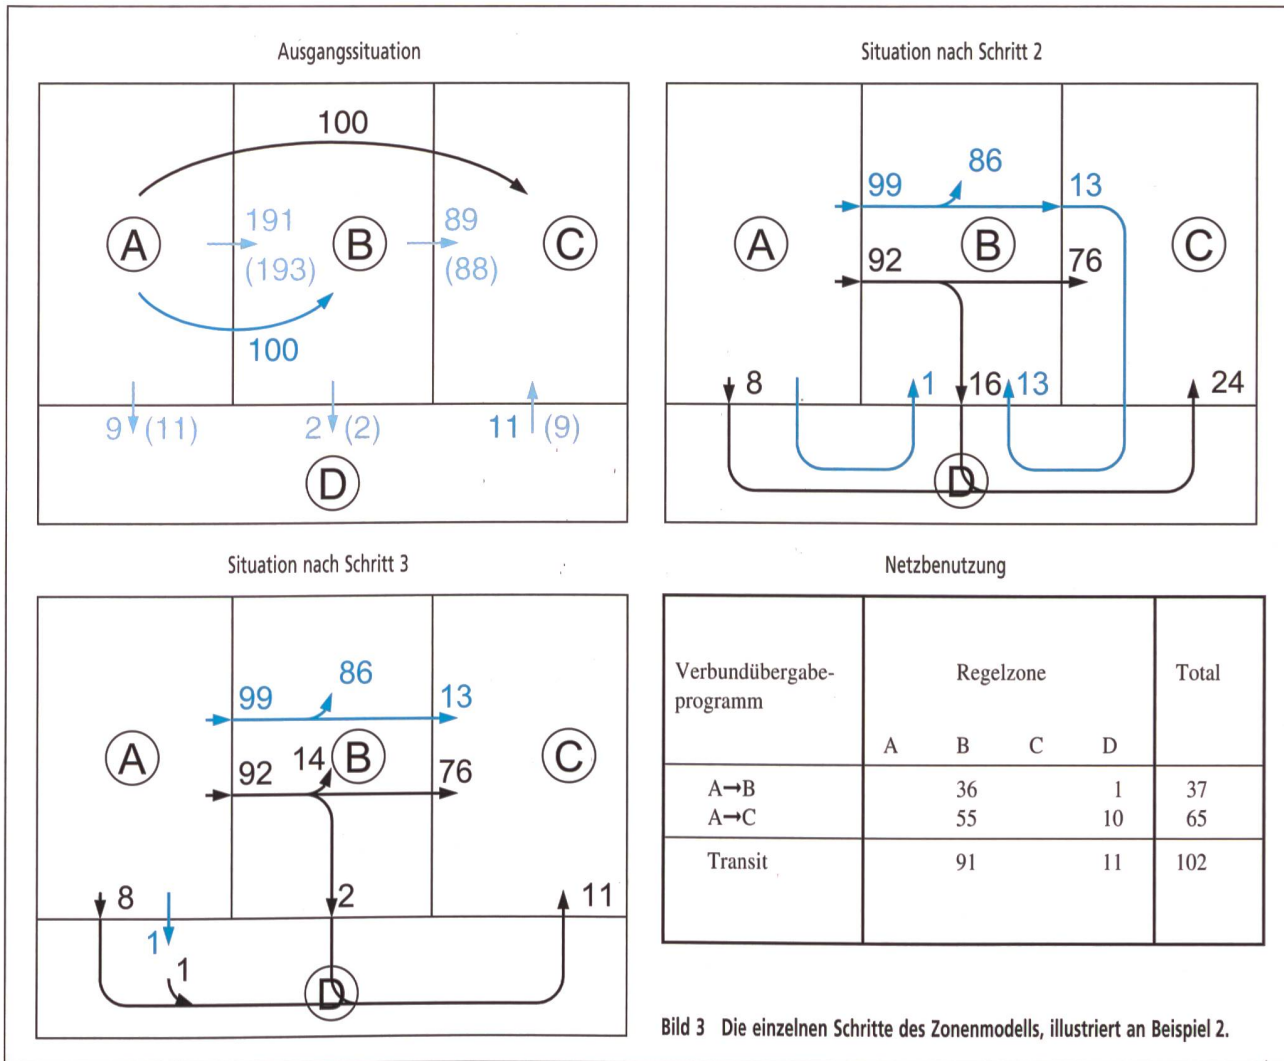 Ausgangssituation
100
A
191
(193)
B
89
(88)
C
100
9 (11)
2 (2)
11 (9)
D
Situation nach Schritt 2
86
99
13
A
B
C
92
76
8
1
16
13
24
D
Situation nach Schritt 3
86
99
13
A
14
B
C
92
76
8
2
11
1
1
D
Netzbenutzung
Verbundübergabe-
programm
Regelzone
Total
A B C D
A→B 36 1 37
A→C 55 10 65
Transit 91 11 102
Bild 3 Die einzelnen Schritte des Zonenmodells, illustriert an Beispiel 2.